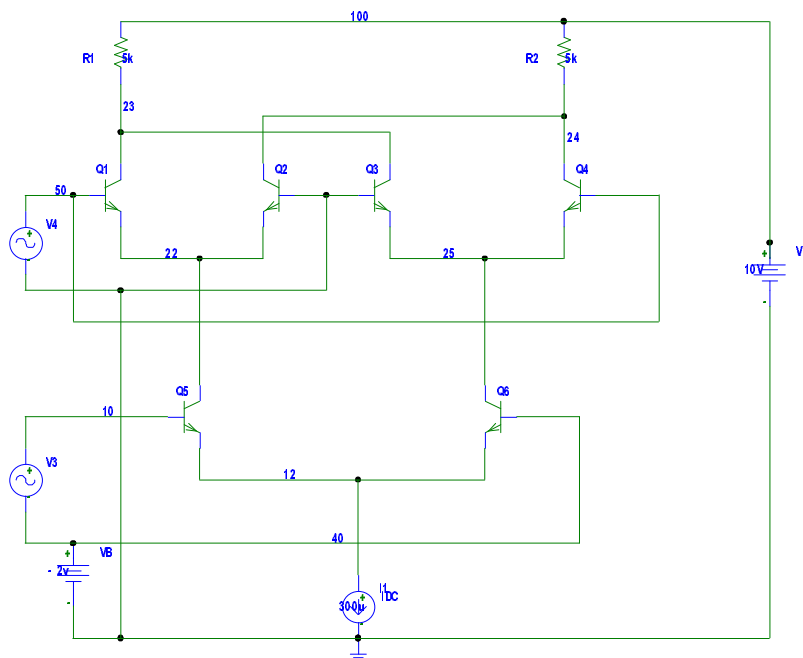 100
R1 5k
R2 5k
23
24
Q1
Q2
Q3
Q4
50
V4
+
-
22
25
V
+
10V
-
Q5
Q6
10
12
V3
+
-
40
VB
+
- 2v
-
I1
IDC
+
300u
-